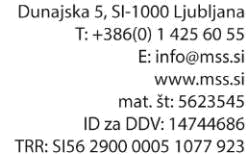 Dunajska 5, SI-1000 Ljubljana
T: +386(0) 1 425 60 55
E: info@mss.si
www.mss.si
mat. št: 5623545
ID za DDV: 14744686
TRR: SI56 2900 0005 1077 923